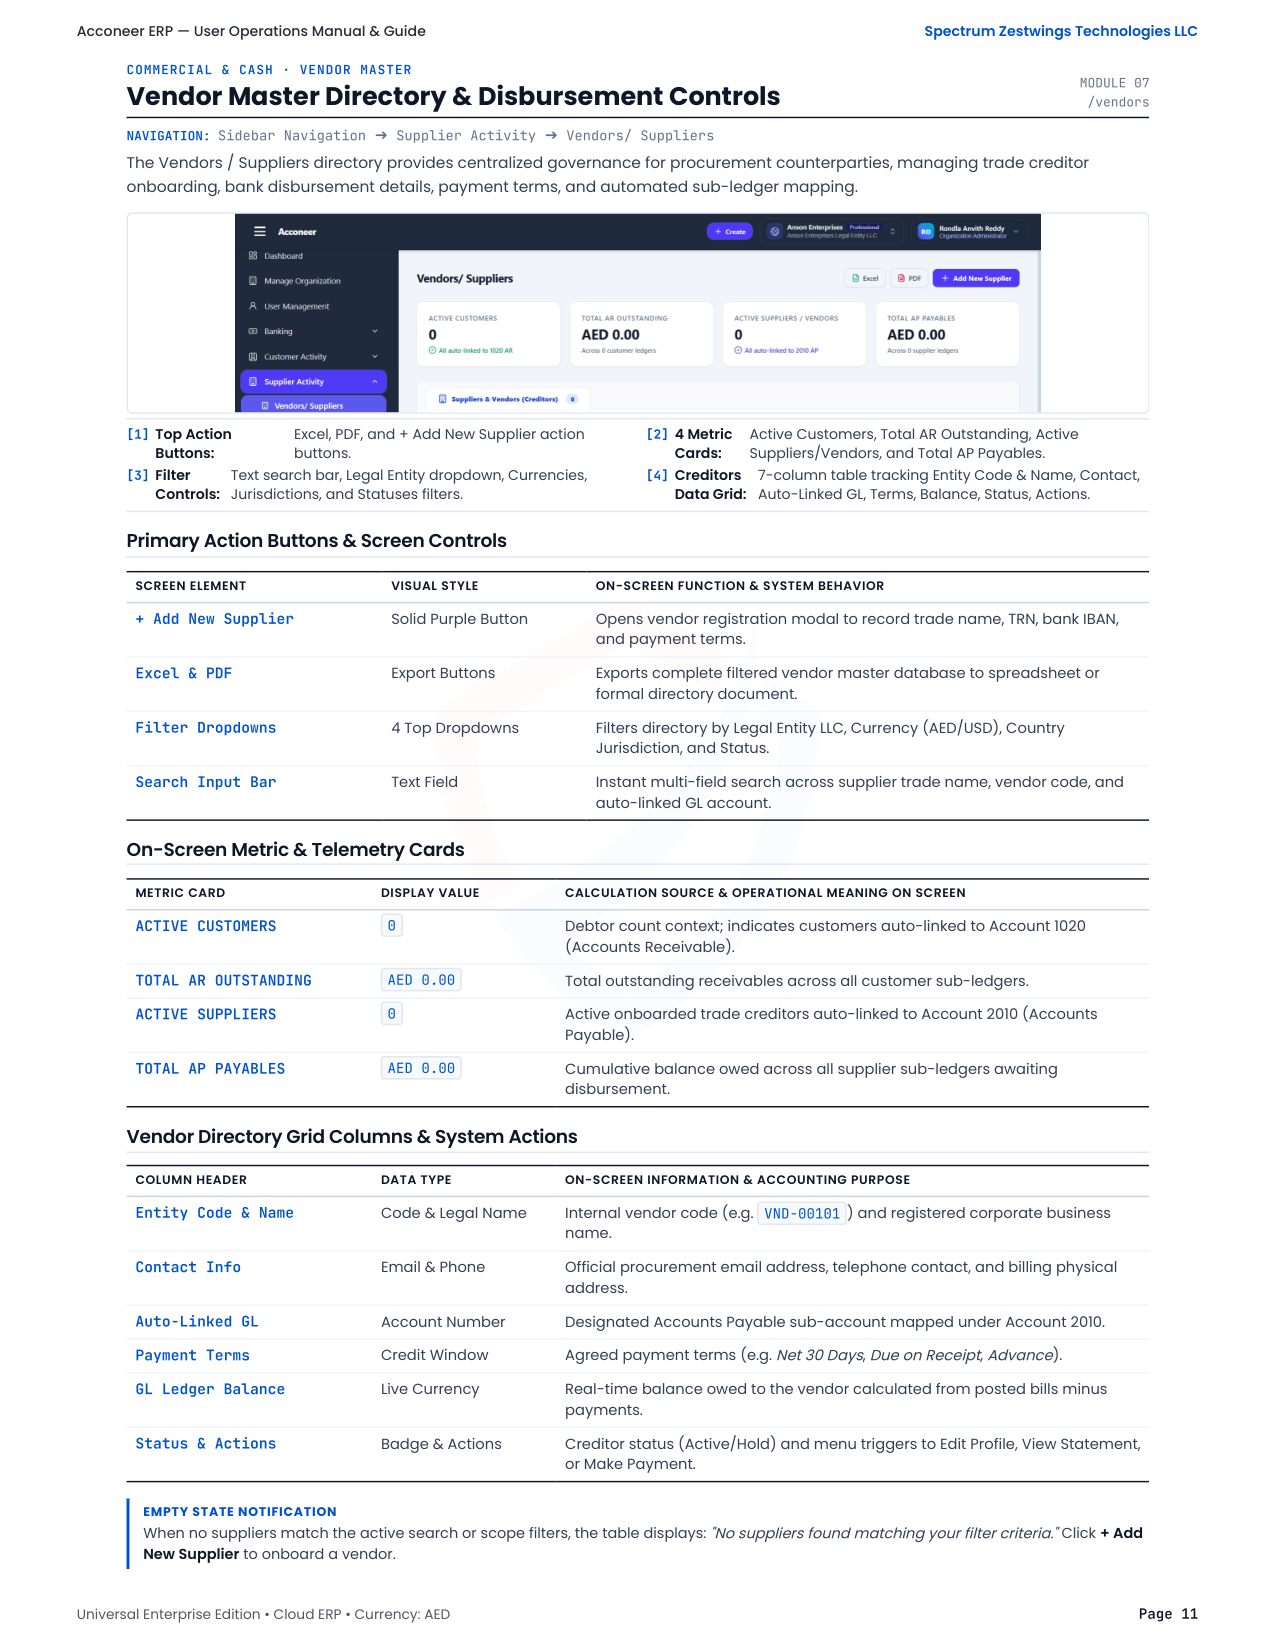 Acconeer ERP — User Operations Manual & Guide
Spectrum Zestwings Technologies LLC
COMMERCIAL & CASH · VENDOR MASTER
Vendor Master Directory & Disbursement Controls
MODULE 07
/vendors
NAVIGATION: Sidebar Navigation → Supplier Activity → Vendors/ Suppliers
The Vendors / Suppliers directory provides centralized governance for procurement counterparties, managing trade creditor
onboarding, bank disbursement details, payment terms, and automated sub-ledger mapping.
Acconeer
+ Create
Anson Enterprises Professional
Anson Enterprises Legal Entity LLC
RO
Rondla Anvith Reddy
Organization Administrator
Dashboard
Manage Organization
User Management
Banking
Customer Activity
Supplier Activity
Vendors/ Suppliers
Vendors/ Suppliers
Excel
PDF
+ Add New Supplier
ACTIVE CUSTOMERS
0
All auto-linked to 1020 AR
TOTAL AR OUTSTANDING
AED 0.00
Across 0 customer ledgers
ACTIVE SUPPLIERS / VENDORS
0
All auto-linked to 2010 AP
TOTAL AP PAYABLES
AED 0.00
Across 0 supplier ledgers
Suppliers & Vendors (Creditors) 0
[1] Top Action Buttons: Excel, PDF, and + Add New Supplier action
buttons.
[2] 4 Metric Cards: Active Customers, Total AR Outstanding, Active
Suppliers/Vendors, and Total AP Payables.
[3] Filter Controls: Text search bar, Legal Entity dropdown, Currencies,
Jurisdictions, and Statuses filters.
[4] Creditors Data Grid: 7-column table tracking Entity Code & Name, Contact,
Auto-Linked GL, Terms, Balance, Status, Actions.
Primary Action Buttons & Screen Controls
SCREEN ELEMENT VISUAL STYLE ON-SCREEN FUNCTION & SYSTEM BEHAVIOR
+ Add New Supplier Solid Purple Button Opens vendor registration modal to record trade name, TRN, bank IBAN,
and payment terms.
Excel & PDF Export Buttons Exports complete filtered vendor master database to spreadsheet or
formal directory document.
Filter Dropdowns 4 Top Dropdowns Filters directory by Legal Entity LLC, Currency (AED/USD), Country
Jurisdiction, and Status.
Search Input Bar Text Field Instant multi-field search across supplier trade name, vendor code, and
auto-linked GL account.
On-Screen Metric & Telemetry Cards
METRIC CARD DISPLAY VALUE CALCULATION SOURCE & OPERATIONAL MEANING ON SCREEN
ACTIVE CUSTOMERS 0 Debtor count context; indicates customers auto-linked to Account 1020
(Accounts Receivable).
TOTAL AR OUTSTANDING AED 0.00 Total outstanding receivables across all customer sub-ledgers.
ACTIVE SUPPLIERS 0 Active onboarded trade creditors auto-linked to Account 2010 (Accounts
Payable).
TOTAL AP PAYABLES AED 0.00 Cumulative balance owed across all supplier sub-ledgers awaiting
disbursement.
Vendor Directory Grid Columns & System Actions
COLUMN HEADER DATA TYPE ON-SCREEN INFORMATION & ACCOUNTING PURPOSE
Entity Code & Name Code & Legal Name Internal vendor code (e.g. VND-00101) and registered corporate business
name.
Contact Info Email & Phone Official procurement email address, telephone contact, and billing physical
address.
Auto-Linked GL Account Number Designated Accounts Payable sub-account mapped under Account 2010.
Payment Terms Credit Window Agreed payment terms (e.g. Net 30 Days, Due on Receipt, Advance).
GL Ledger Balance Live Currency Real-time balance owed to the vendor calculated from posted bills minus
payments.
Status & Actions Badge & Actions Creditor status (Active/Hold) and menu triggers to Edit Profile, View Statement,
or Make Payment.
EMPTY STATE NOTIFICATION
When no suppliers match the active search or scope filters, the table displays: "No suppliers found matching your filter criteria." Click + Add
New Supplier to onboard a vendor.
Universal Enterprise Edition • Cloud ERP • Currency: AED
Page 11